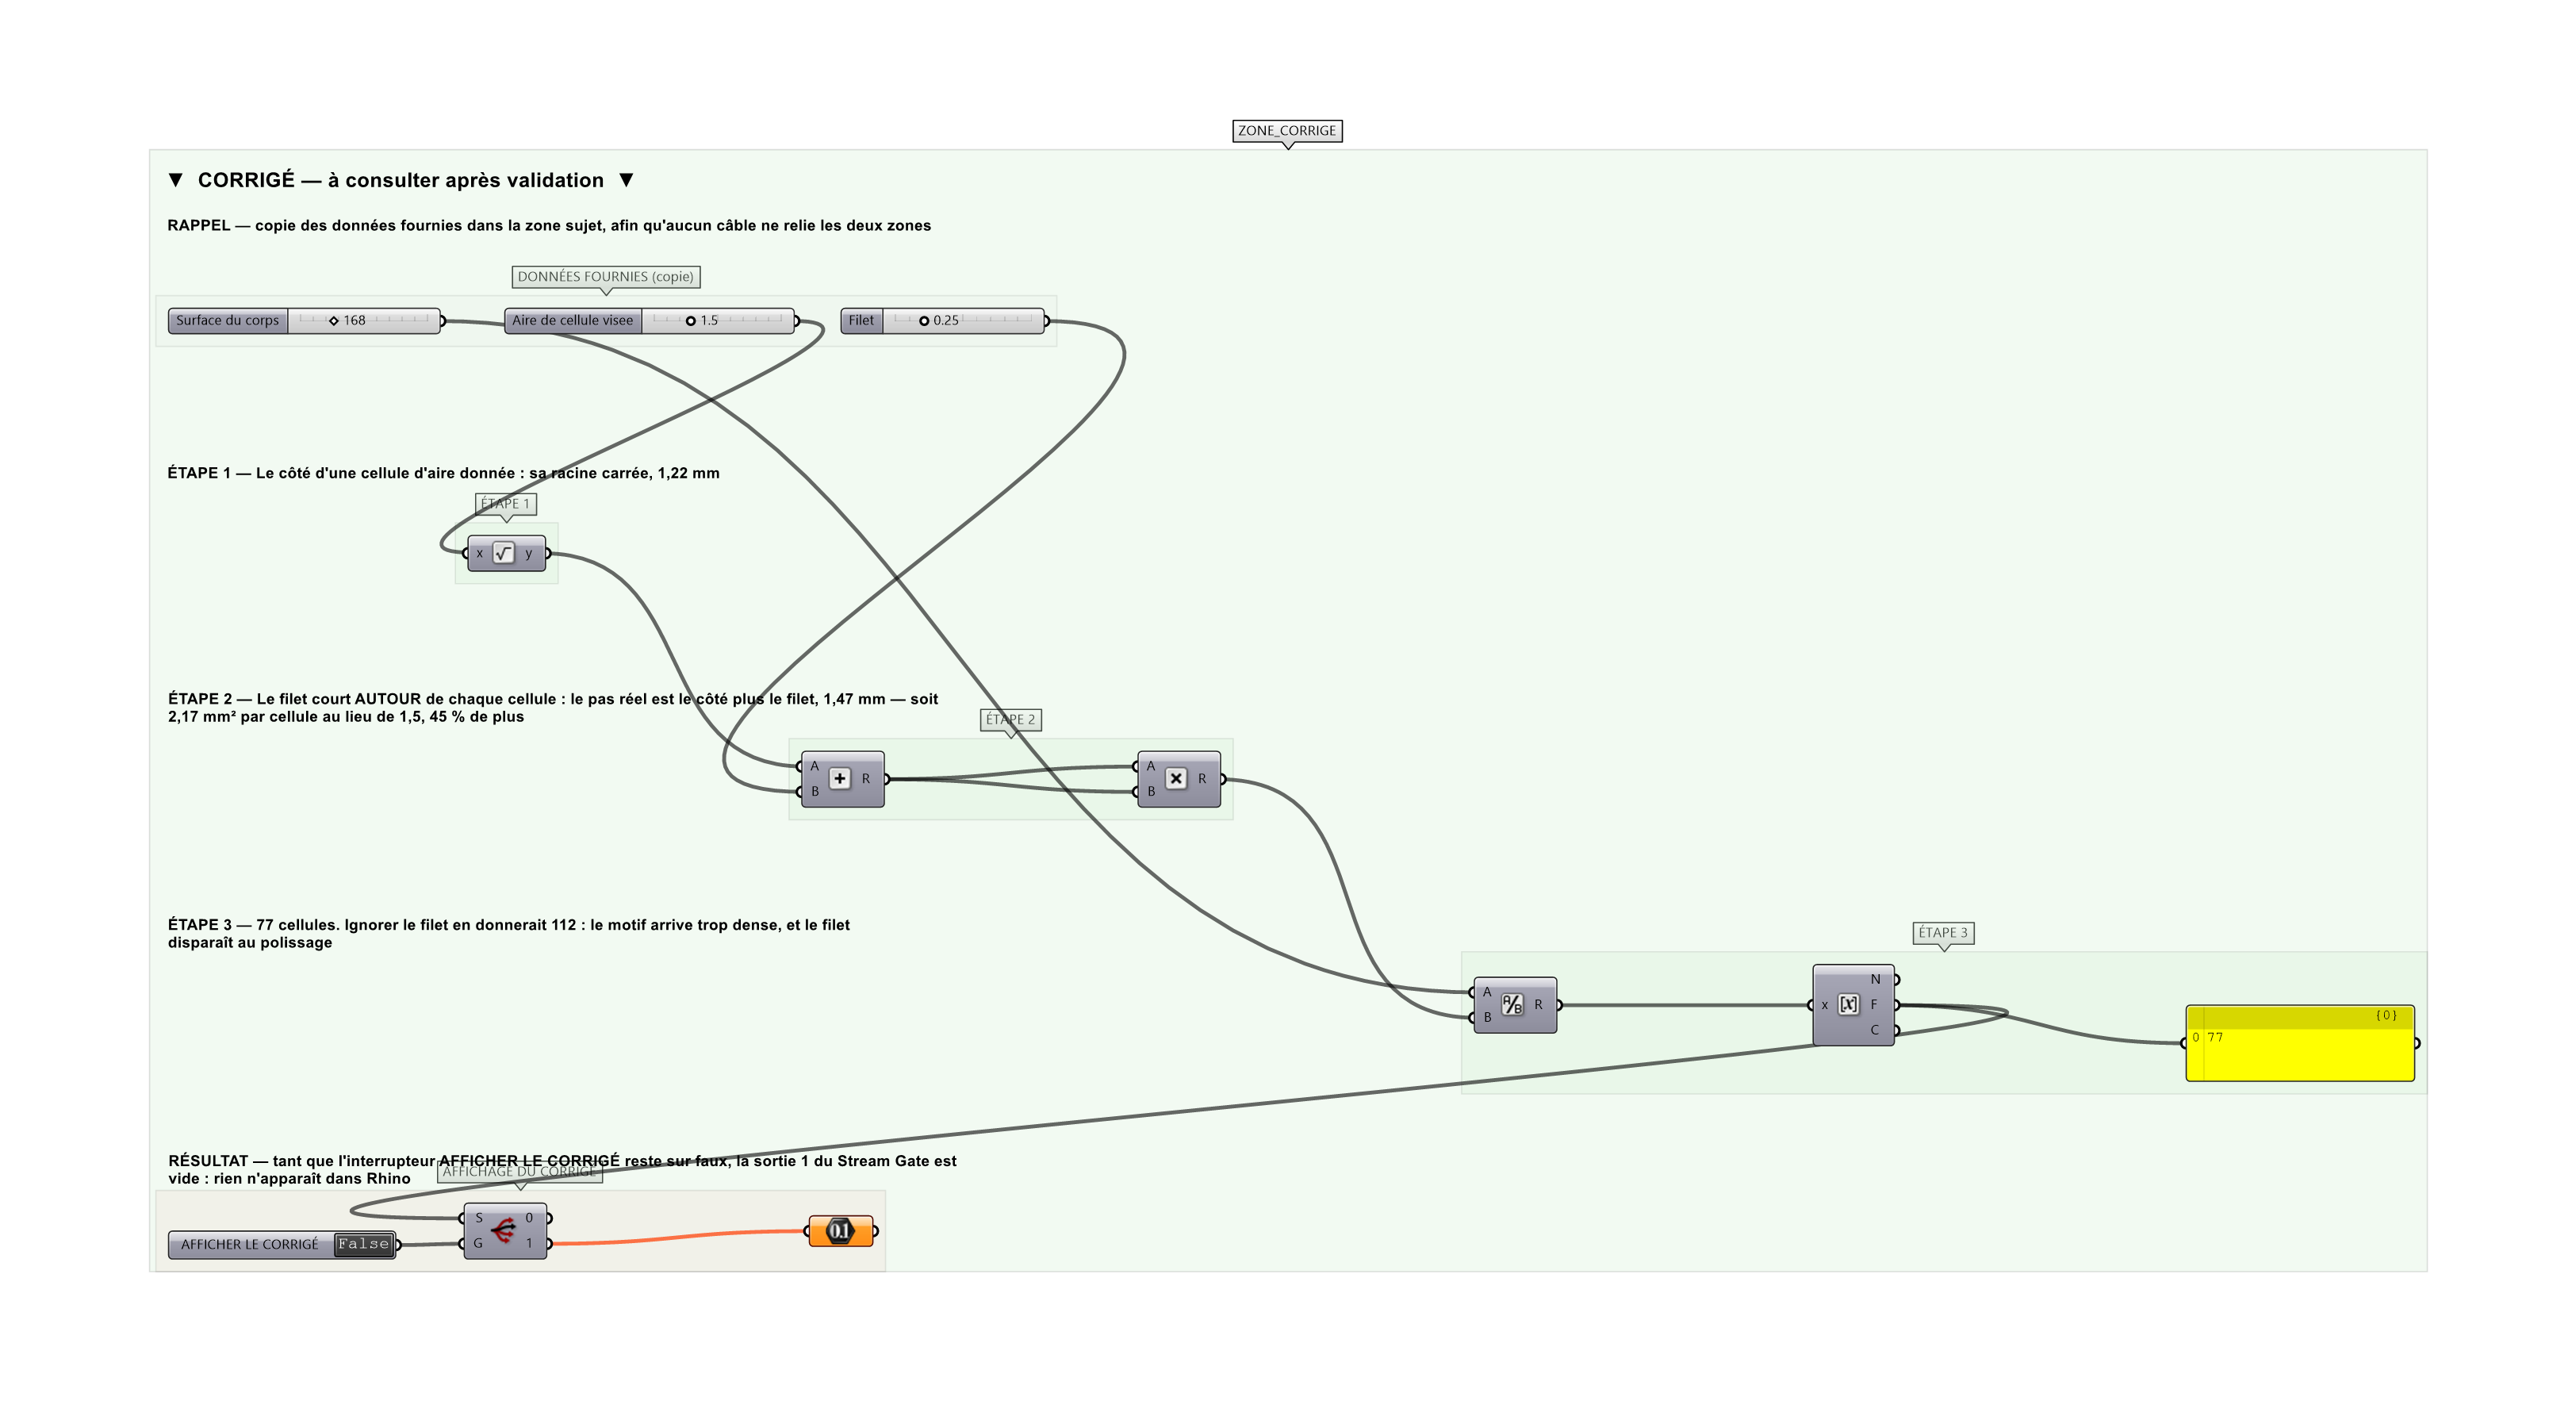 ZONE_CORRIGE
▼ CORRIGÉ — à consulter après validation ▼
RAPPEL — copie des données fournies dans la zone sujet, afin qu'aucun câble ne relie les deux zones
DONNÉES FOURNIES (copie)
Surface du corps 168
Aire de cellule visee 1.5
Filet 0.25
ÉTAPE 1 — Le côté d'une cellule d'aire donnée : sa racine carrée, 1,22 mm
ÉTAPE 1
x √ y
ÉTAPE 2 — Le filet court AUTOUR de chaque cellule : le pas réel est le côté plus le filet, 1,47 mm — soit
2,17 mm² par cellule au lieu de 1,5, 45 % de plus
ÉTAPE 2
A + R
B
A × R
B
ÉTAPE 3 — 77 cellules. Ignorer le filet en donnerait 112 : le motif arrive trop dense, et le filet
disparaît au polissage
ÉTAPE 3
A A/B R
B
N
x [x] F
C
{0}
0 77
RÉSULTAT — tant que l'interrupteur AFFICHER LE CORRIGÉ reste sur faux, la sortie 1 du Stream Gate est
vide : rien n'apparaît dans Rhino
AFFICHAGE DU CORRIGÉ
AFFICHER LE CORRIGÉ False
S 0
G 1
0.1